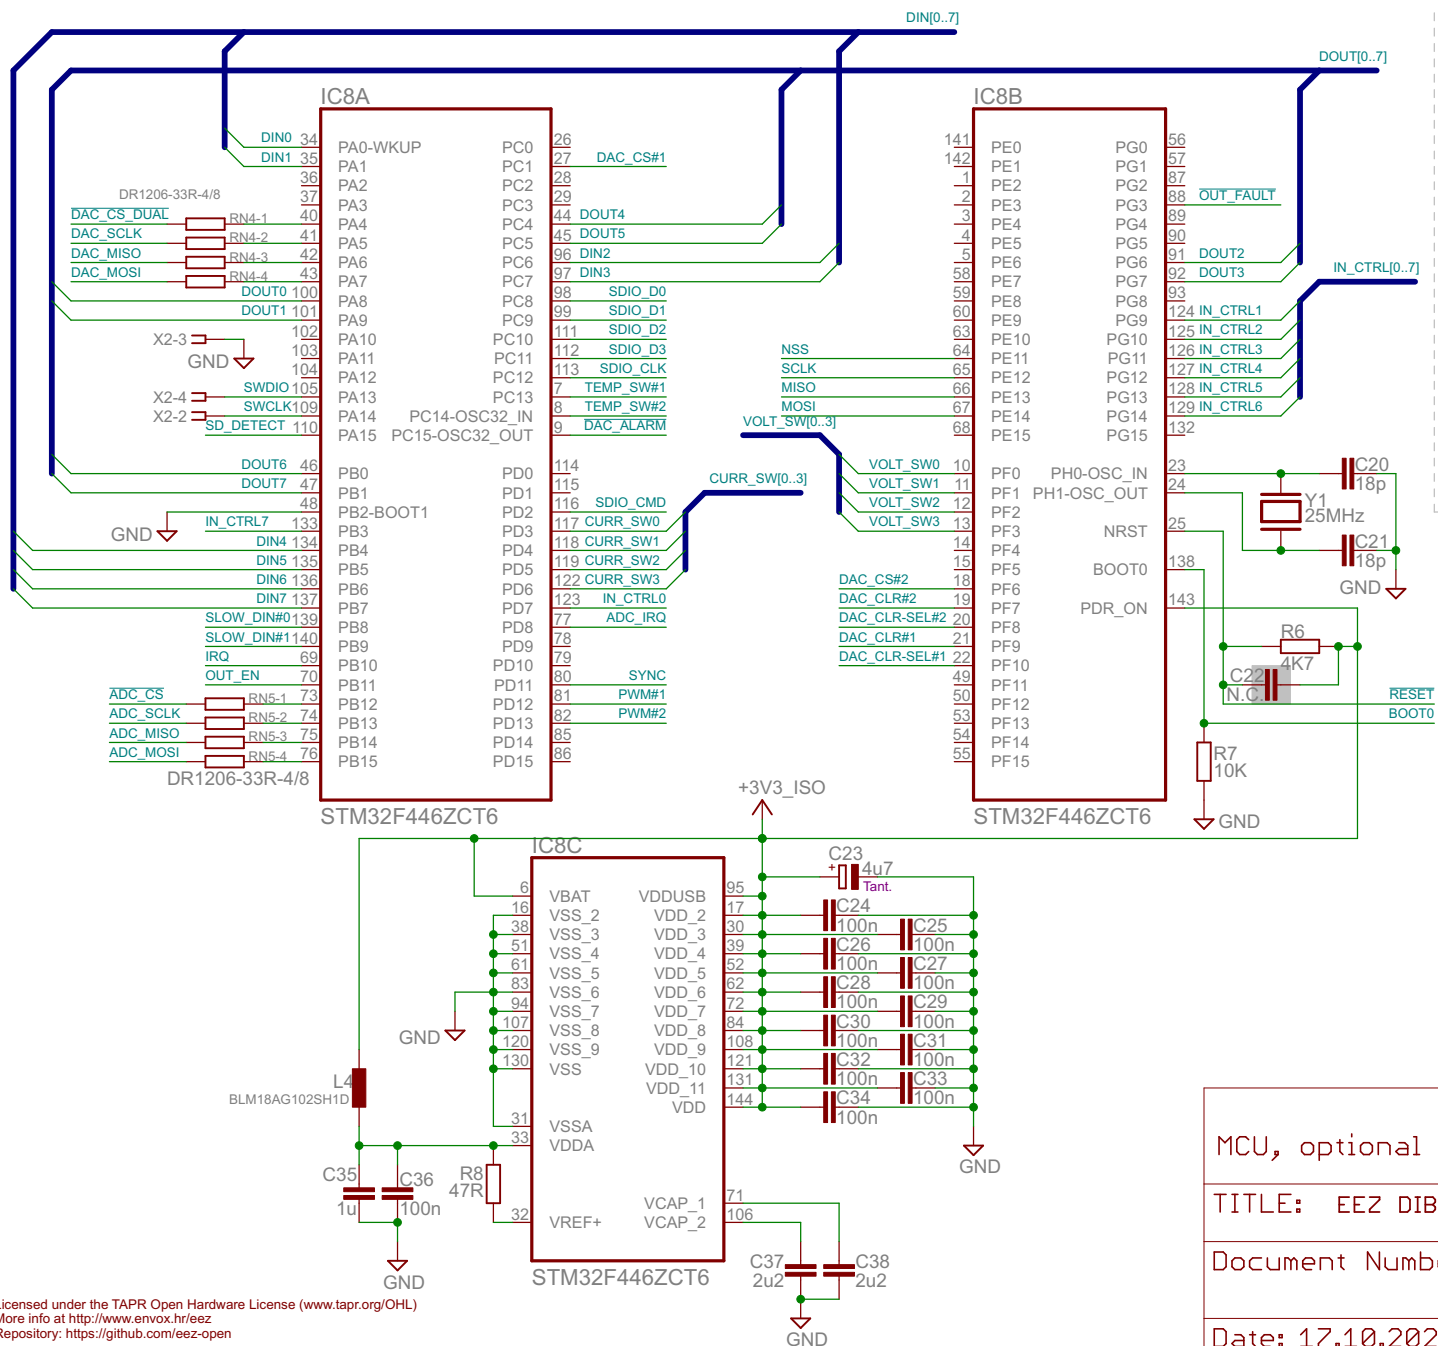 DIN[0..7]
DOUT[0..7]
IC8A
DIN0 34 PA0-WKUP PC0 26
DIN1 35 PA1 PC1 27 DAC_CS#1
36 PA2 PC2 28
37 PA3 PC3 29
DR1206-33R-4/8
DAC_CS_DUAL RN4-1 40 PA4 PC4 44 DOUT4
DAC_SCLK RN4-2 41 PA5 PC5 45 DOUT5
DAC_MISO RN4-3 42 PA6 PC6 96 DIN2
DAC_MOSI RN4-4 43 PA7 PC7 97 DIN3
DOUT0 100 PA8 PC8 98 SDIO_D0
DOUT1 101 PA9 PC9 99 SDIO_D1
X2-3 102 PA10 PC10 111 SDIO_D2
GND 103 PA11 PC11 112 SDIO_D3
104 PA12 PC12 113 SDIO_CLK
X2-4 SWDIO 105 PA13 PC13 7 TEMP_SW#1
X2-2 SWCLK 109 PA14 PC14-OSC32_IN 8 TEMP_SW#2
SD_DETECT 110 PA15 PC15-OSC32_OUT 9 DAC_ALARM
DOUT6 46 PB0 PD0 114
DOUT7 47 PB1 PD1 115
GND 48 PB2-BOOT1 PD2 116 SDIO_CMD
IN_CTRL7 133 PB3 PD3 117 CURR_SW0
DIN4 134 PB4 PD4 118 CURR_SW1
DIN5 135 PB5 PD5 119 CURR_SW2
DIN6 136 PB6 PD6 122 CURR_SW3
DIN7 137 PB7 PD7 123 IN_CTRL0
SLOW_DIN#0 139 PB8 PD8 77 ADC_IRQ
SLOW_DIN#1 140 PB9 PD9 78
IRQ 69 PB10 PD10 79
OUT_EN 70 PB11 PD11 80 SYNC
ADC_CS RN5-1 73 PB12 PD12 81 PWM#1
ADC_SCLK RN5-2 74 PB13 PD13 82 PWM#2
ADC_MISO RN5-3 75 PB14 PD14 85
ADC_MOSI RN5-4 76 PB15 PD15 86
DR1206-33R-4/8
STM32F446ZCT6
CURR_SW[0..3]
IC8B
141 PE0 PG0 56
142 PE1 PG1 57
1 PE2 PG2 87
2 PE3 PG3 88 OUT_FAULT
3 PE4 PG4 89
4 PE5 PG5 90
5 PE6 PG6 91 DOUT2
58 PE7 PG7 92 DOUT3
IN_CTRL[0..7]
59 PE8 PG8 93
60 PE9 PG9 124 IN_CTRL1
63 PE10 PG10 125 IN_CTRL2
NSS 64 PE11 PG11 126 IN_CTRL3
SCLK 65 PE12 PG12 127 IN_CTRL4
MISO 66 PE13 PG13 128 IN_CTRL5
MOSI 67 PE14 PG14 129 IN_CTRL6
68 PE15 PG15 132
VOLT_SW[0..3]
VOLT_SW0 10 PF0 PH0-OSC_IN 23
VOLT_SW1 11 PF1 PH1-OSC_OUT 24
VOLT_SW2 12 PF2
VOLT_SW3 13 PF3 NRST 25
14 PF4
15 PF5 BOOT0 138
DAC_CS#2 18 PF6
DAC_CLR#2 19 PF7 PDR_ON 143
DAC_CLR-SEL#2 20 PF8
DAC_CLR#1 21 PF9
DAC_CLR-SEL#1 22 PF10
49 PF11
50 PF12
53 PF13
54 PF14
55 PF15
STM32F446ZCT6
C20
18p
Y1
25MHz
C21
18p
GND
R6
4K7
C22
N.C.
RESET
BOOT0
R7
10K
GND
+3V3_ISO
IC8C
6 VBAT VDDUSB 95
16 VSS_2 VDD_2 17
38 VSS_3 VDD_3 30
51 VSS_4 VDD_4 39
61 VSS_5 VDD_5 52
83 VSS_6 VDD_6 62
94 VSS_7 VDD_7 72
107 VSS_8 VDD_8 84
120 VSS_9 VDD_9 108
130 VSS VDD_10 121
VDD_11 131
VDD 144
31 VSSA
33 VDDA
VCAP_1 71
32 VREF+ VCAP_2 106
STM32F446ZCT6
C23
4u7
Tant.
C24
100n
C25
100n
C26
100n
C27
100n
C28
100n
C29
100n
C30
100n
C31
100n
C32
100n
C33
100n
C34
100n
GND
GND
L4
BLM18AG102SH1D
C35
1u
C36
100n
R8
47R
GND
C37
2u2
C38
2u2
GND
MCU, optional
TITLE: EEZ DIB
Document Numb
Date: 17.10.202
Licensed under the TAPR Open Hardware License (www.tapr.org/OHL)
More info at http://www.envox.hr/eez
Repository: https://github.com/eez-open